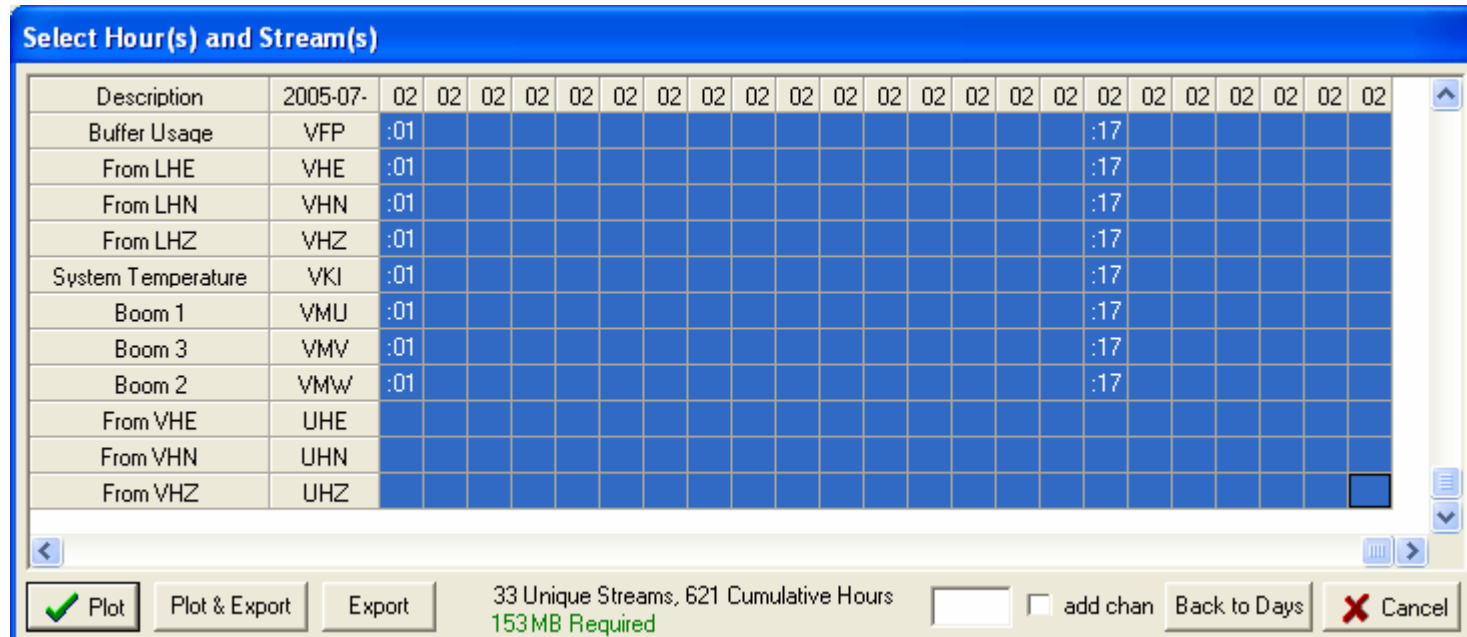 Select Hour(s) and Stream(s)
Description 2005-07- 02 02 02 02 02 02 02 02 02 02 02 02 02 02 02 02 02 02 02 02 02 02 02
Buffer Usage VFP :01 :17
From LHE VHE :01 :17
From LHN VHN :01 :17
From LHZ VHZ :01 :17
System Temperature VKI :01 :17
Boom 1 VMU :01 :17
Boom 3 VMV :01 :17
Boom 2 VMW :01 :17
From VHE UHE
From VHN UHN
From VHZ UHZ
Plot Plot & Export Export 33 Unique Streams, 621 Cumulative Hours add chan Back to Days Cancel
153 MB Required